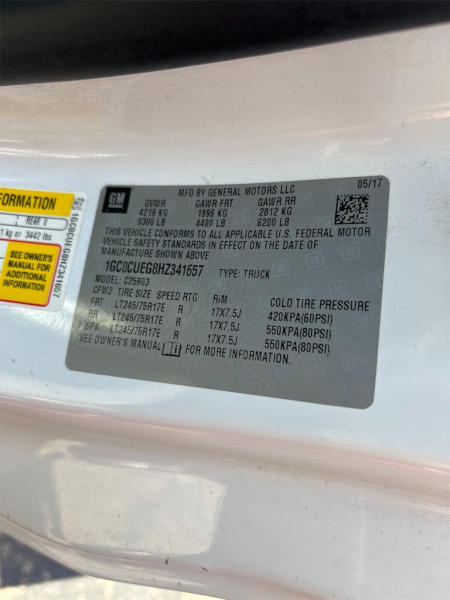 FORMATION
REAR 0
1 kg or 3442 lbs.
SEE OWNER'S
MANUAL FOR
ADDITIONAL
INFORMATION
1GC0CUEG8HZ341657
GM
MFD BY GENERAL MOTORS LLC
05/17
GVWR GAWR FRT GAWR RR
4219 KG 1996 KG 2812 KG
9300 LB 4400 LB 6200 LB
THIS VEHICLE CONFORMS TO ALL APPLICABLE U.S. FEDERAL MOTOR
VEHICLE SAFETY STANDARDS IN EFFECT ON THE DATE OF
MANUFACTURE SHOWN ABOVE.
1GC0CUEG8HZ341657 TYPE: TRUCK
MODEL: C25903
CFW2 TIRE SIZE SPEED RTG RIM COLD TIRE PRESSURE
FRT LT245/75R17E R 17X7.5J 420KPA(60PSI)
RR LT245/75R17E R 17X7.5J 550KPA(80PSI)
SPA LT245/75R17E R 17X7.5J 550KPA(80PSI)
SEE OWNER'S MANUAL FOR MORE INFORMATION.